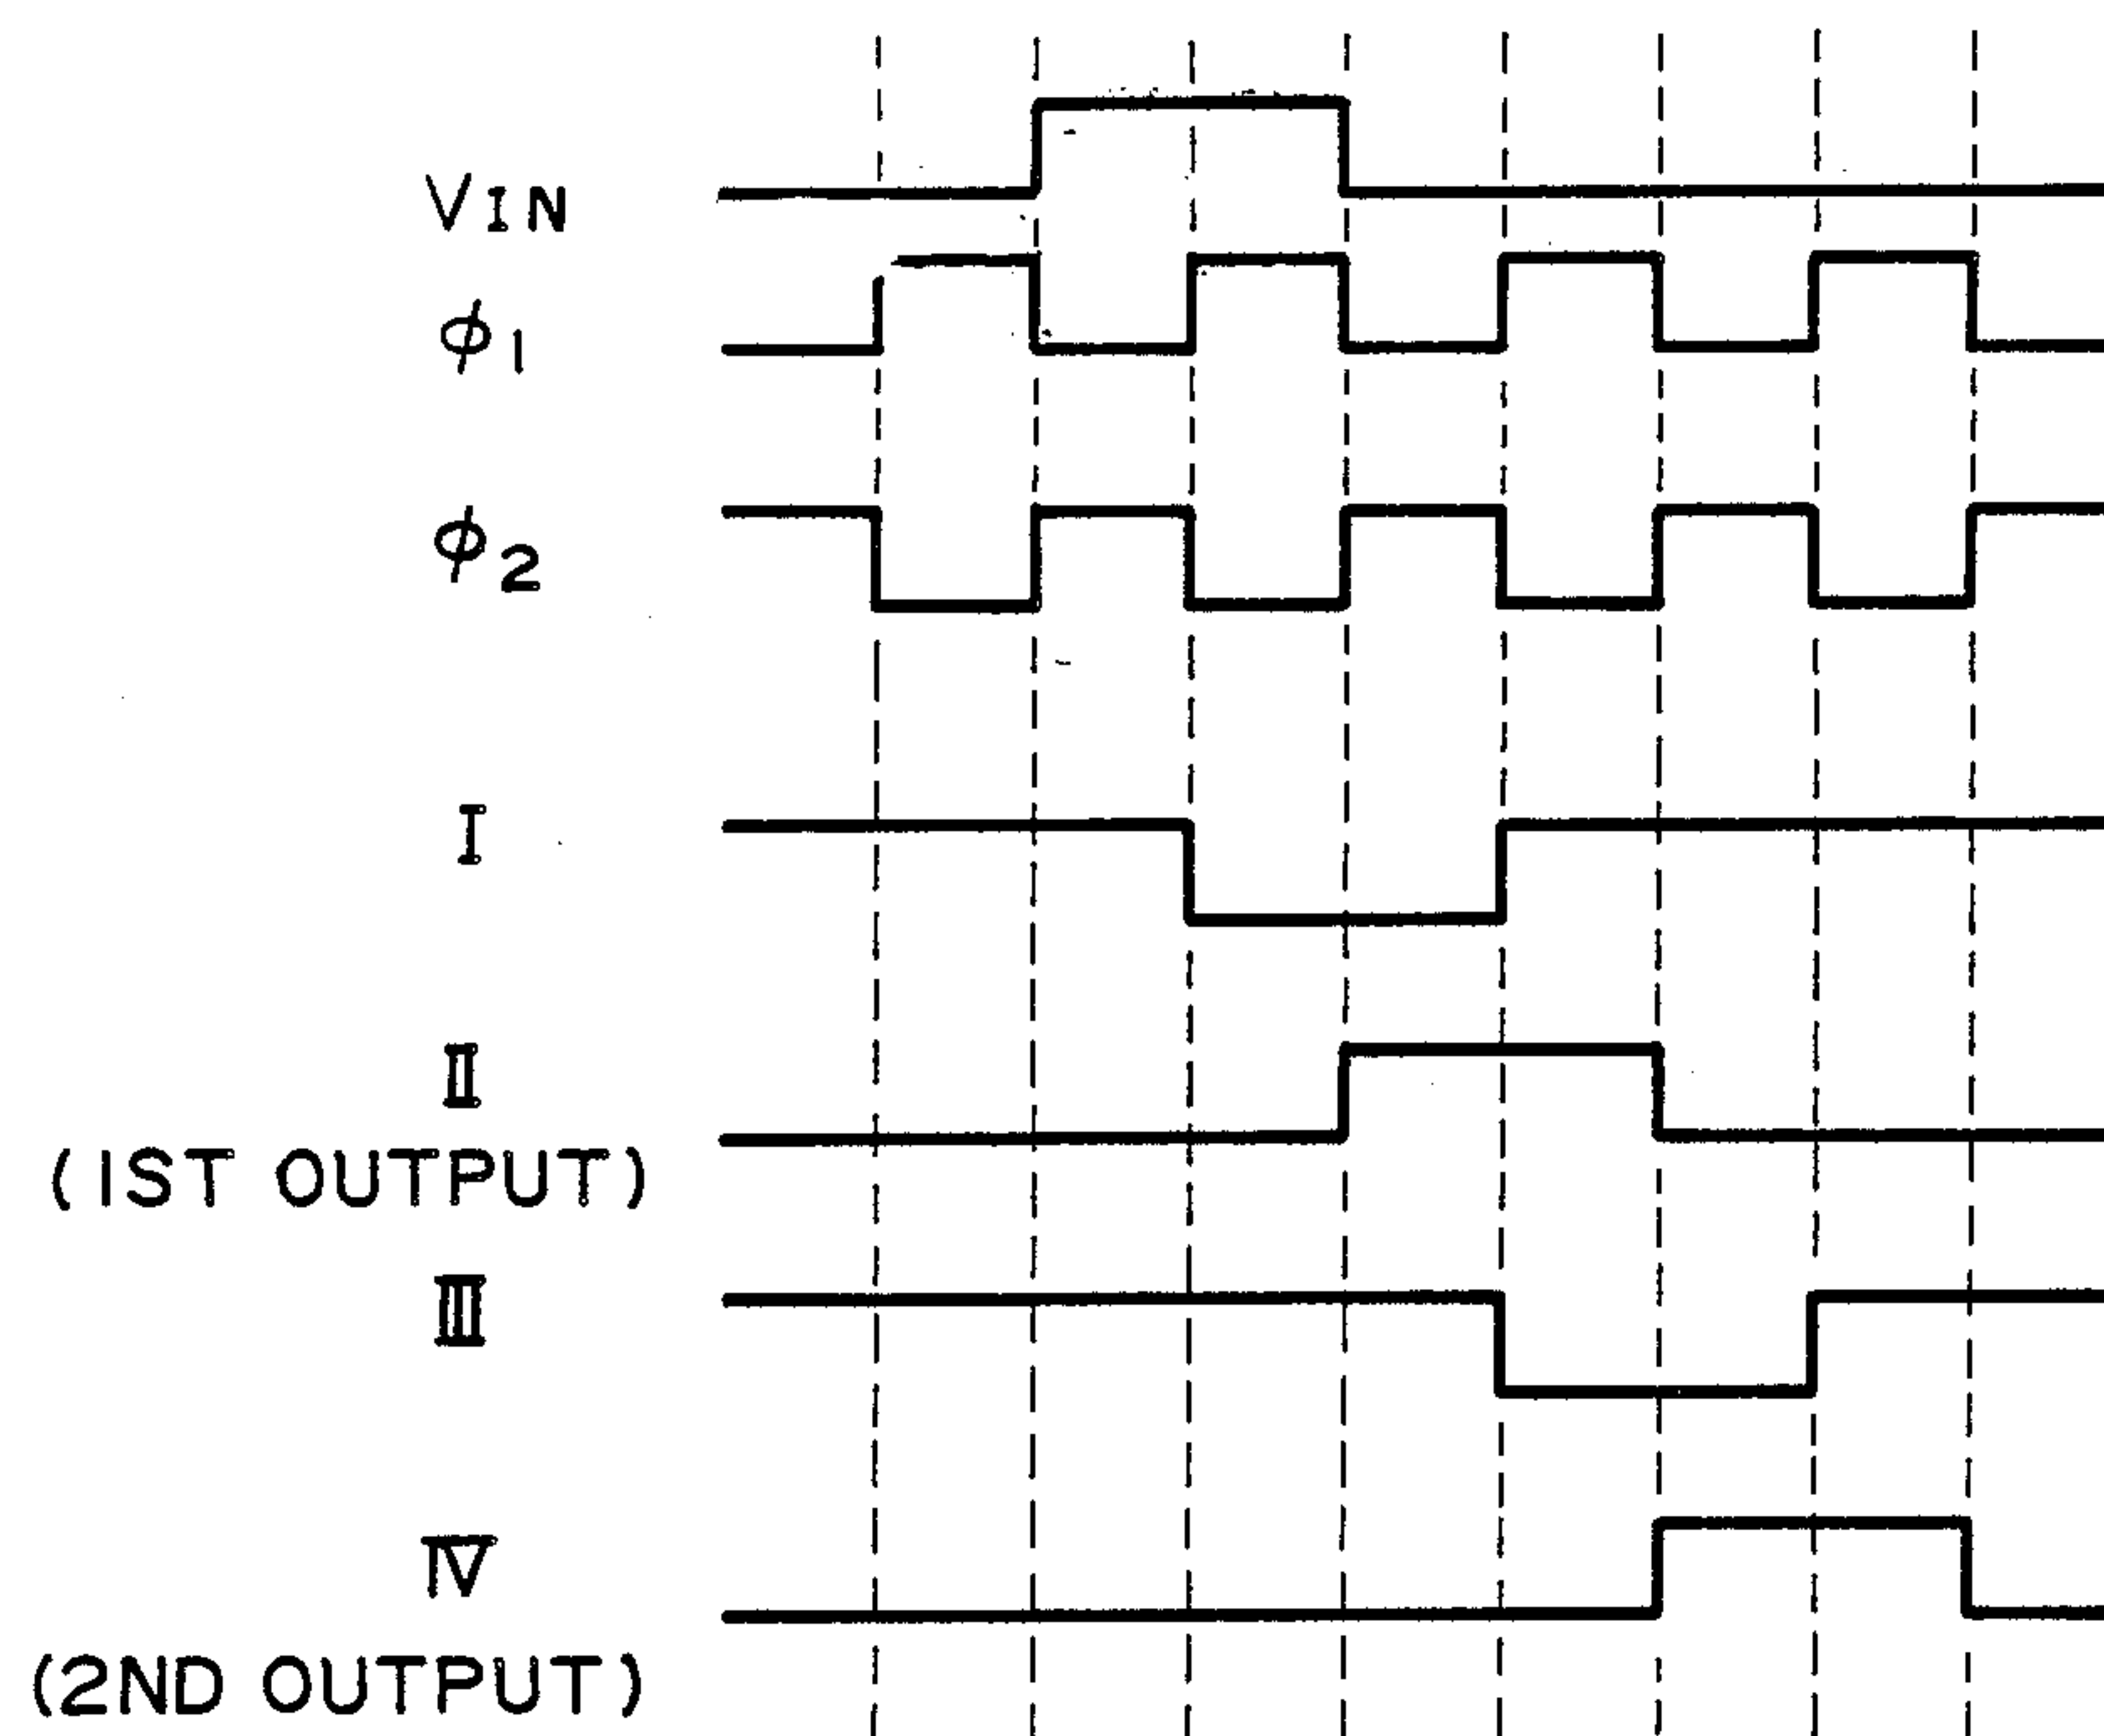 VIN
φ1
φ2
I
II
(1ST OUTPUT)
III
IV
(2ND OUTPUT)